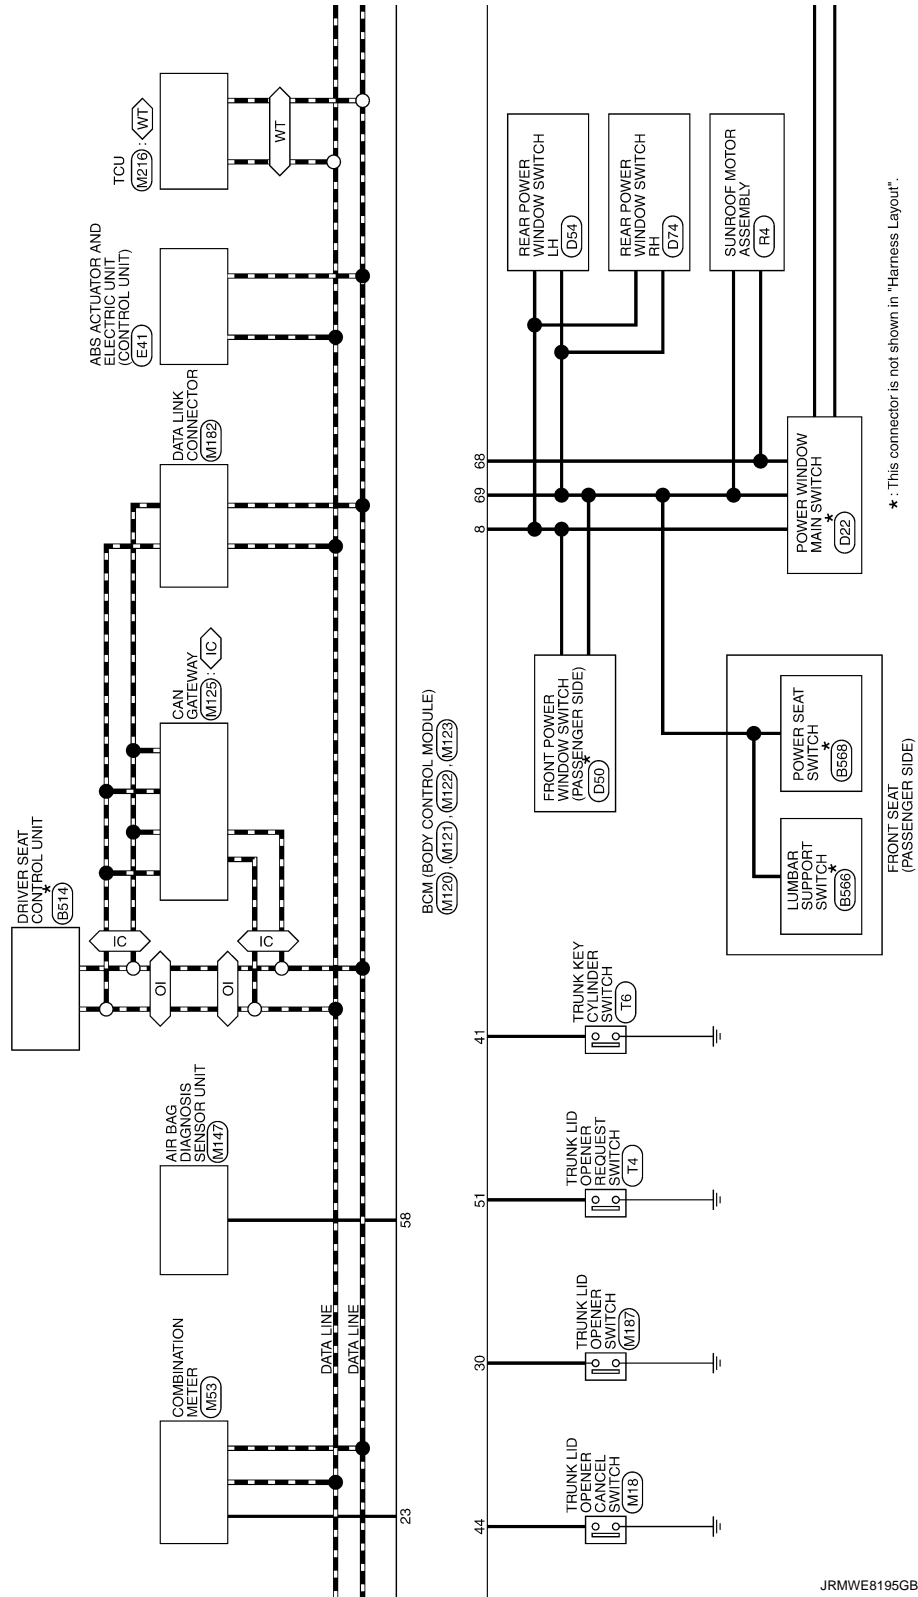 COMBINATION
METER
M53
23
AIR BAG
DIAGNOSIS
SENSOR UNIT
M147
58
DATA LINE
DATA LINE
DRIVER SEAT
CONTROL UNIT
*
B514
IC
OI
OI
IC
CAN
GATEWAY
M125 : IC
DATA LINK
CONNECTOR
M182
ABS ACTUATOR AND
ELECTRIC UNIT
(CONTROL UNIT)
E41
TCU
M216 : WT
WT
BCM (BODY CONTROL MODULE)
M120 , M121 , M122 , M123
44
TRUNK LID
OPENER
CANCEL
SWITCH
M18
30
TRUNK LID
OPENER
SWITCH
M187
51
TRUNK LID
OPENER
REQUEST
SWITCH
T4
41
TRUNK KEY
CYLINDER
SWITCH
T6
8
69
68
FRONT POWER
WINDOW SWITCH
(PASSENGER SIDE)
*
D50
REAR POWER
WINDOW SWITCH
LH
D54
REAR POWER
WINDOW SWITCH
RH
D74
SUNROOF MOTOR
ASSEMBLY
R4
POWER WINDOW
MAIN SWITCH
*
D22
LUMBAR
SUPPORT
SWITCH
*
B566
POWER SEAT
SWITCH
*
B568
FRONT SEAT
(PASSENGER SIDE)
* : This connector is not shown in "Harness Layout".
JRMWE8195GB